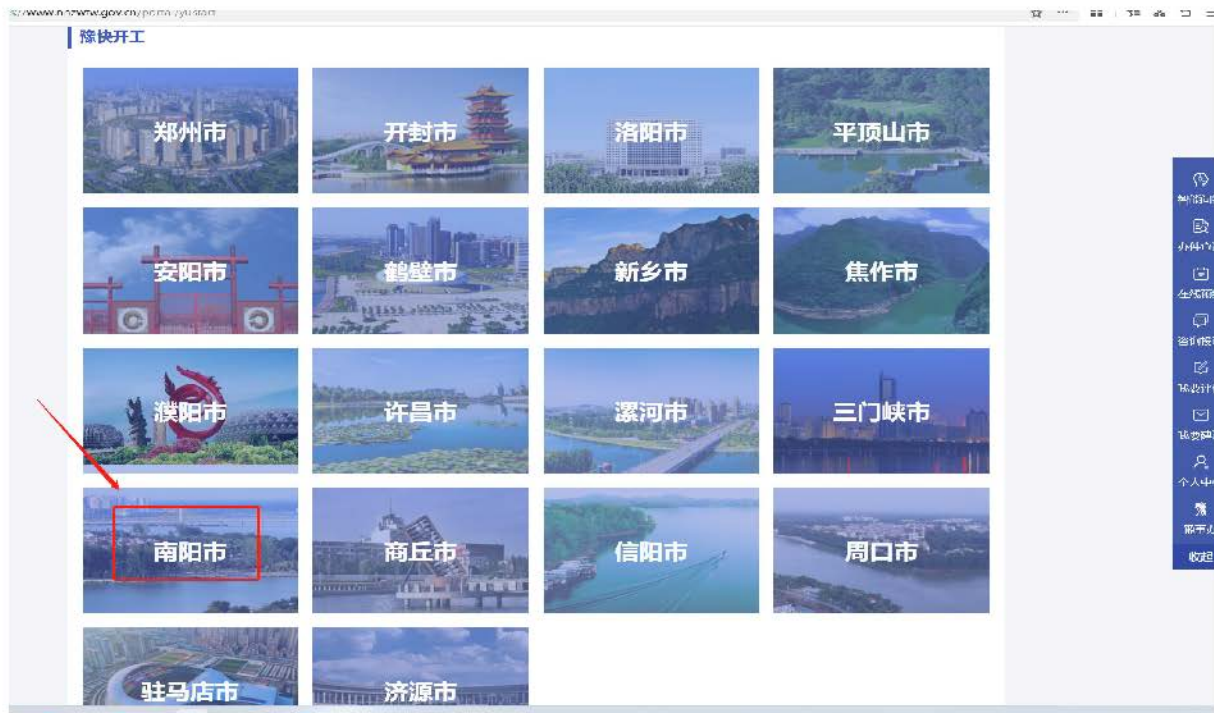 豫快开工
郑州市
开封市
洛阳市
平顶山市
安阳市
鹤壁市
新乡市
焦作市
濮阳市
许昌市
漯河市
三门峡市
南阳市
商丘市
信阳市
周口市
驻马店市
济源市
收起